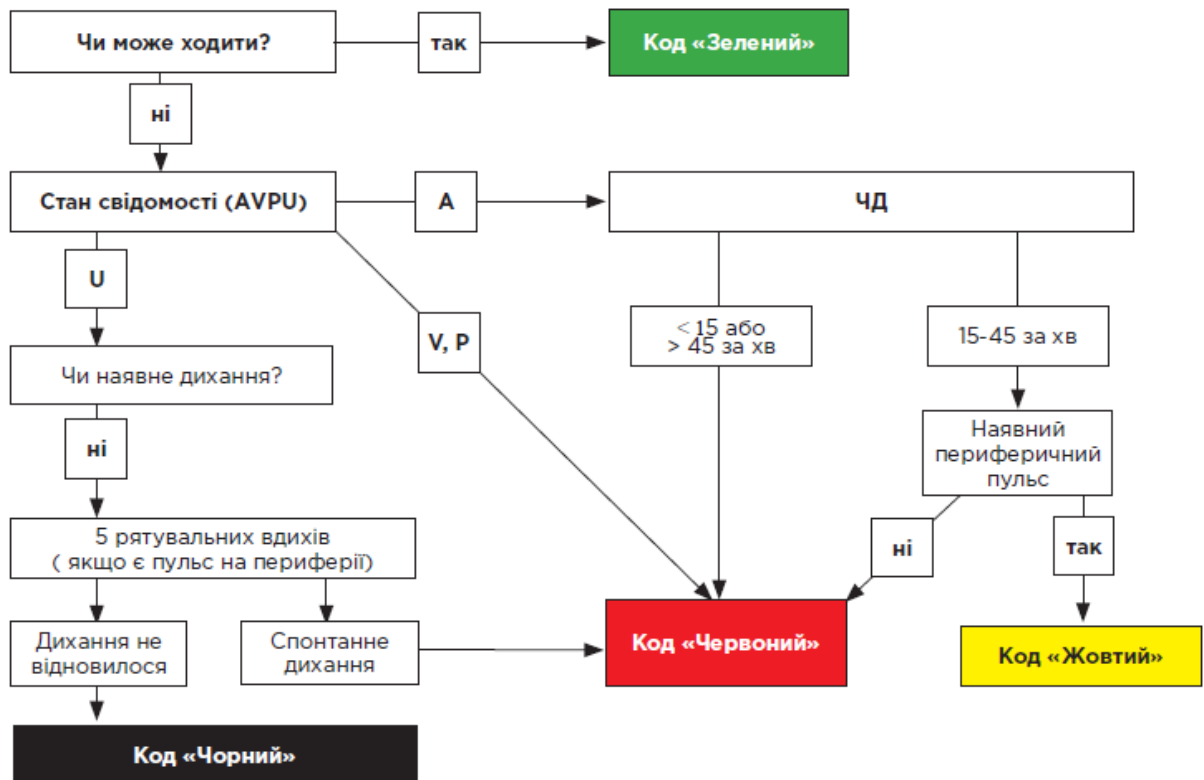 Чи може ходити?
так
Код «Зелений»
ні
Стан свідомості (AVPU)
A
ЧД
U
V, P
<15 або
> 45 за хв
15-45 за хв
Чи наявне дихання?
ні
Наявний
периферичний
пульс
5 рятувальних вдихів
( якщо є пульс на периферії)
ні
так
Дихання не
відновилося
Спонтанне
дихання
Код «Червоний»
Код «Жовтий»
Код «Чорний»